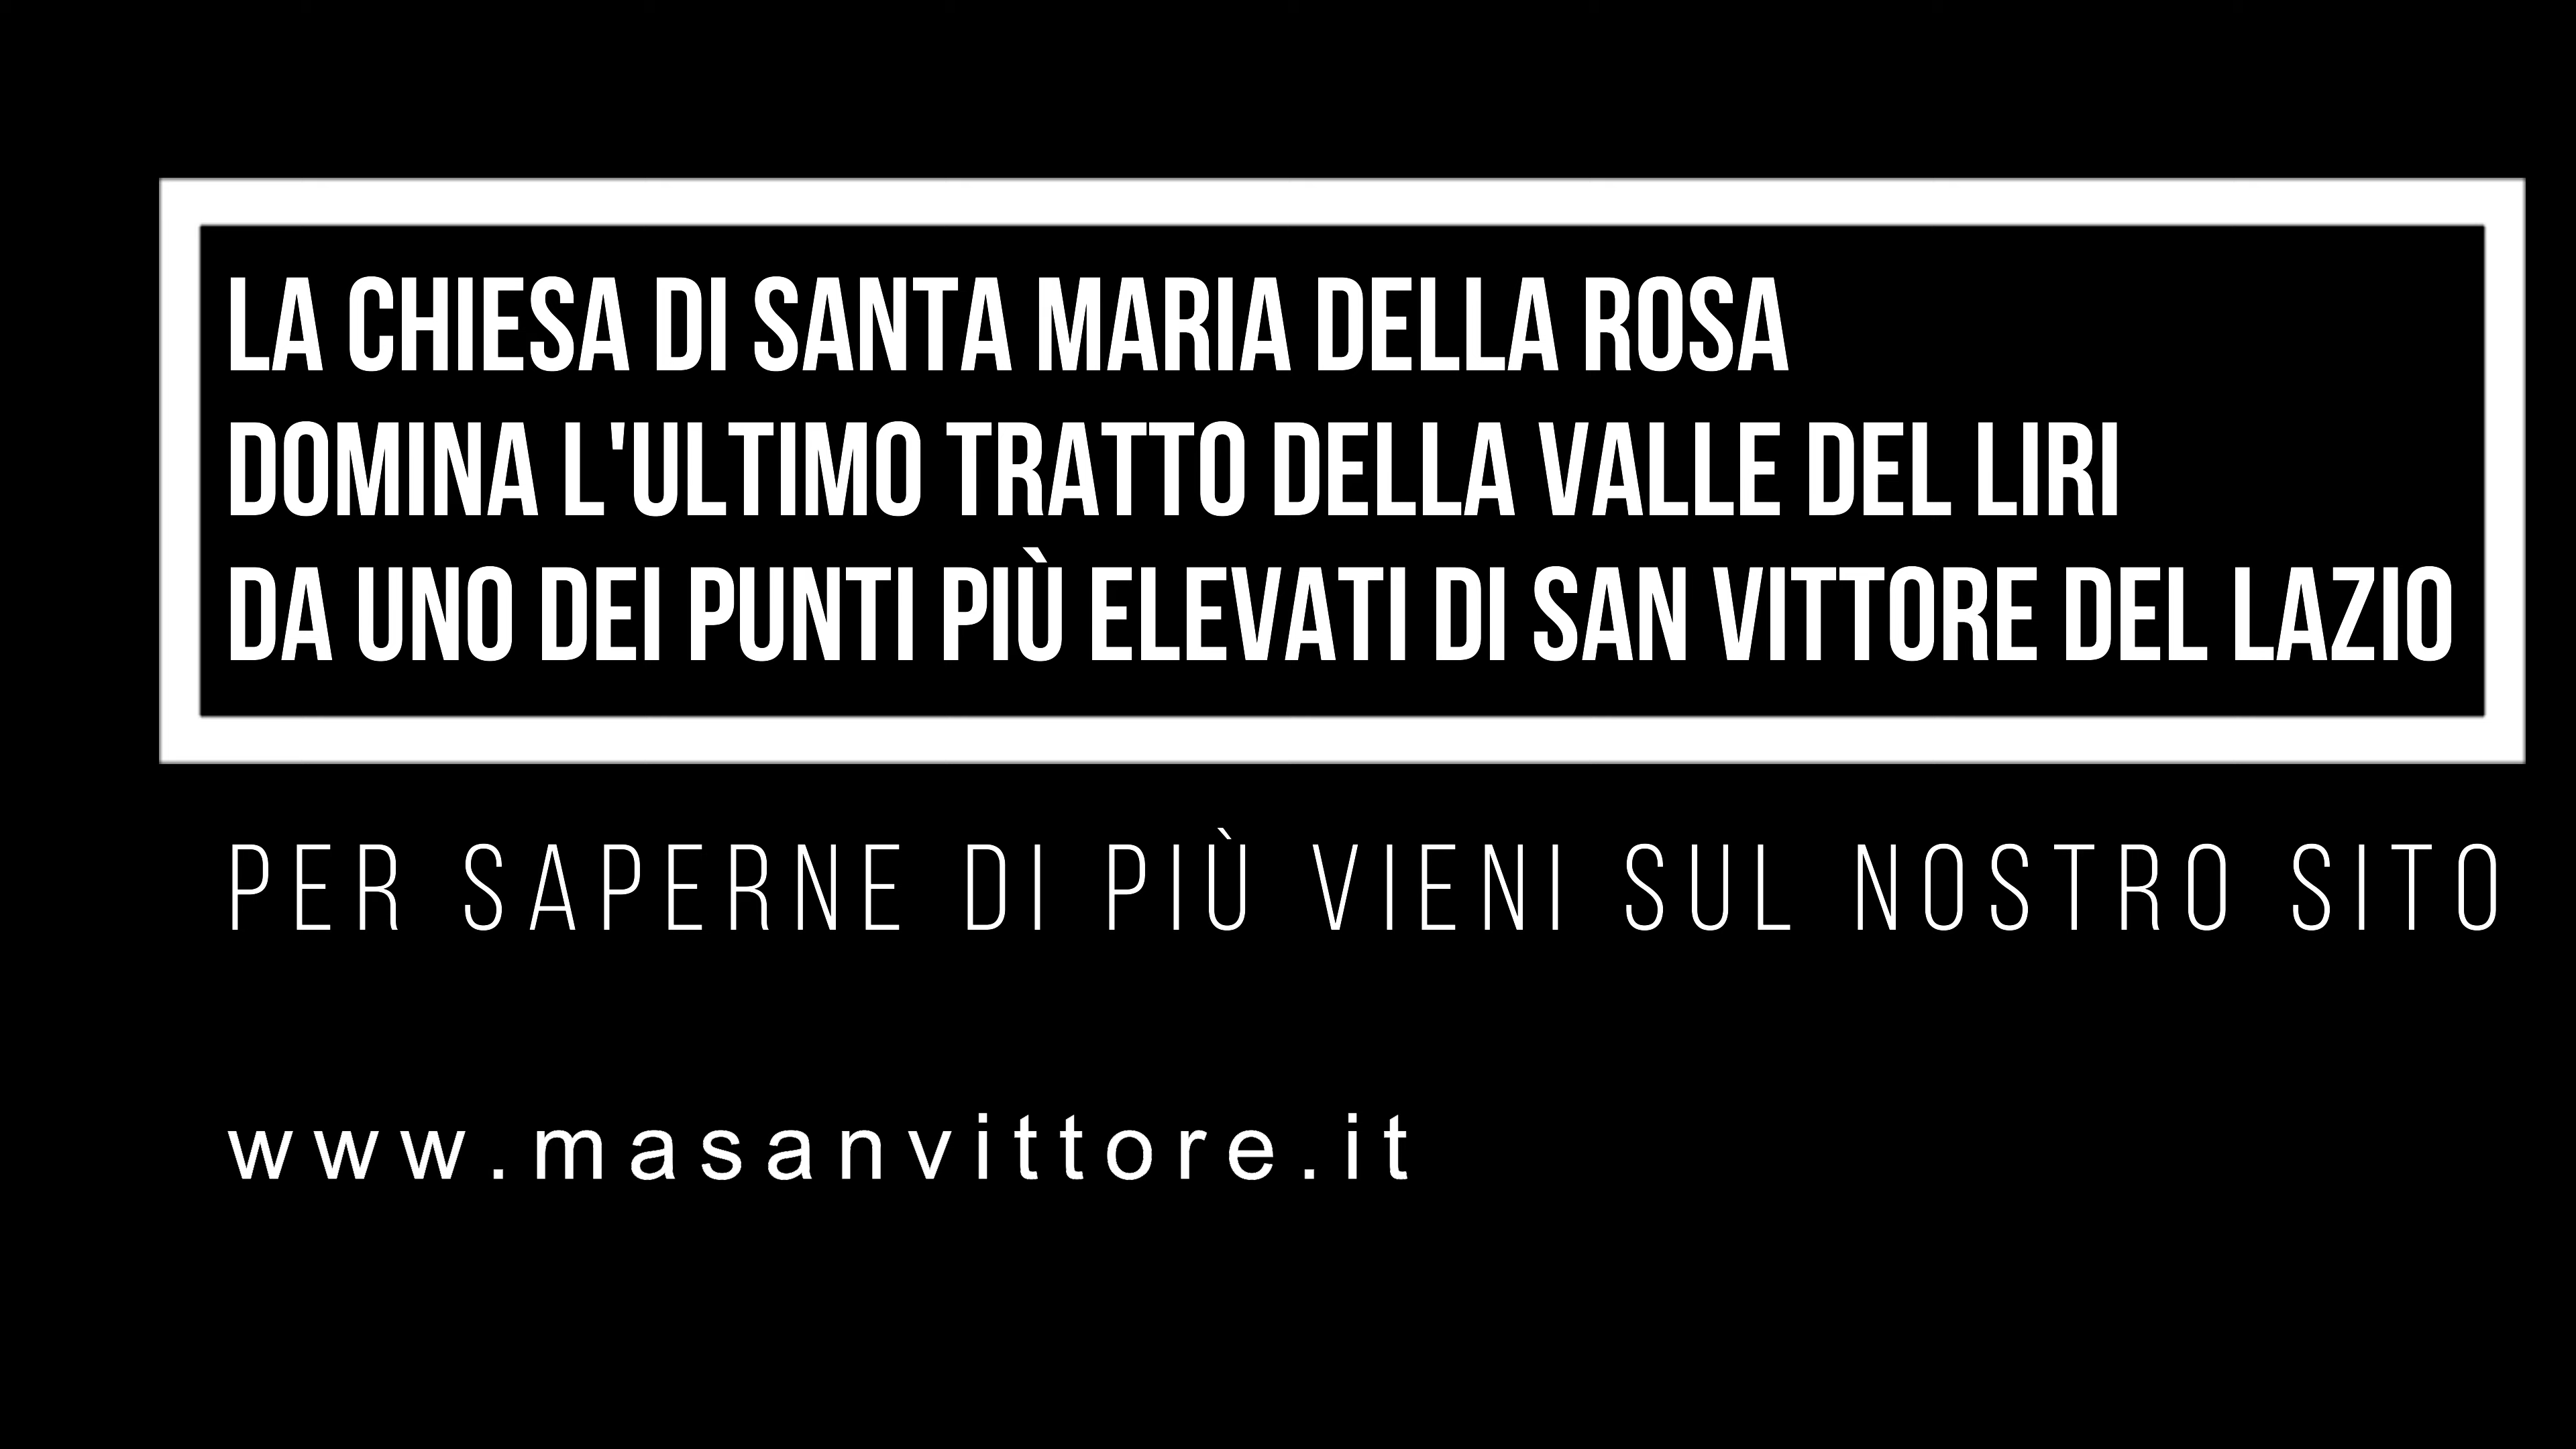 LA CHIESA DI SANTA MARIA DELLA ROSA
DOMINA L'ULTIMO TRATTO DELLA VALLE DEL LIRI
DA UNO DEI PUNTI PIÙ ELEVATI DI SAN VITTORE DEL LAZIO
PER SAPERNE DI PIÙ VIENI SUL NOSTRO SITO
www.masanvittore.it